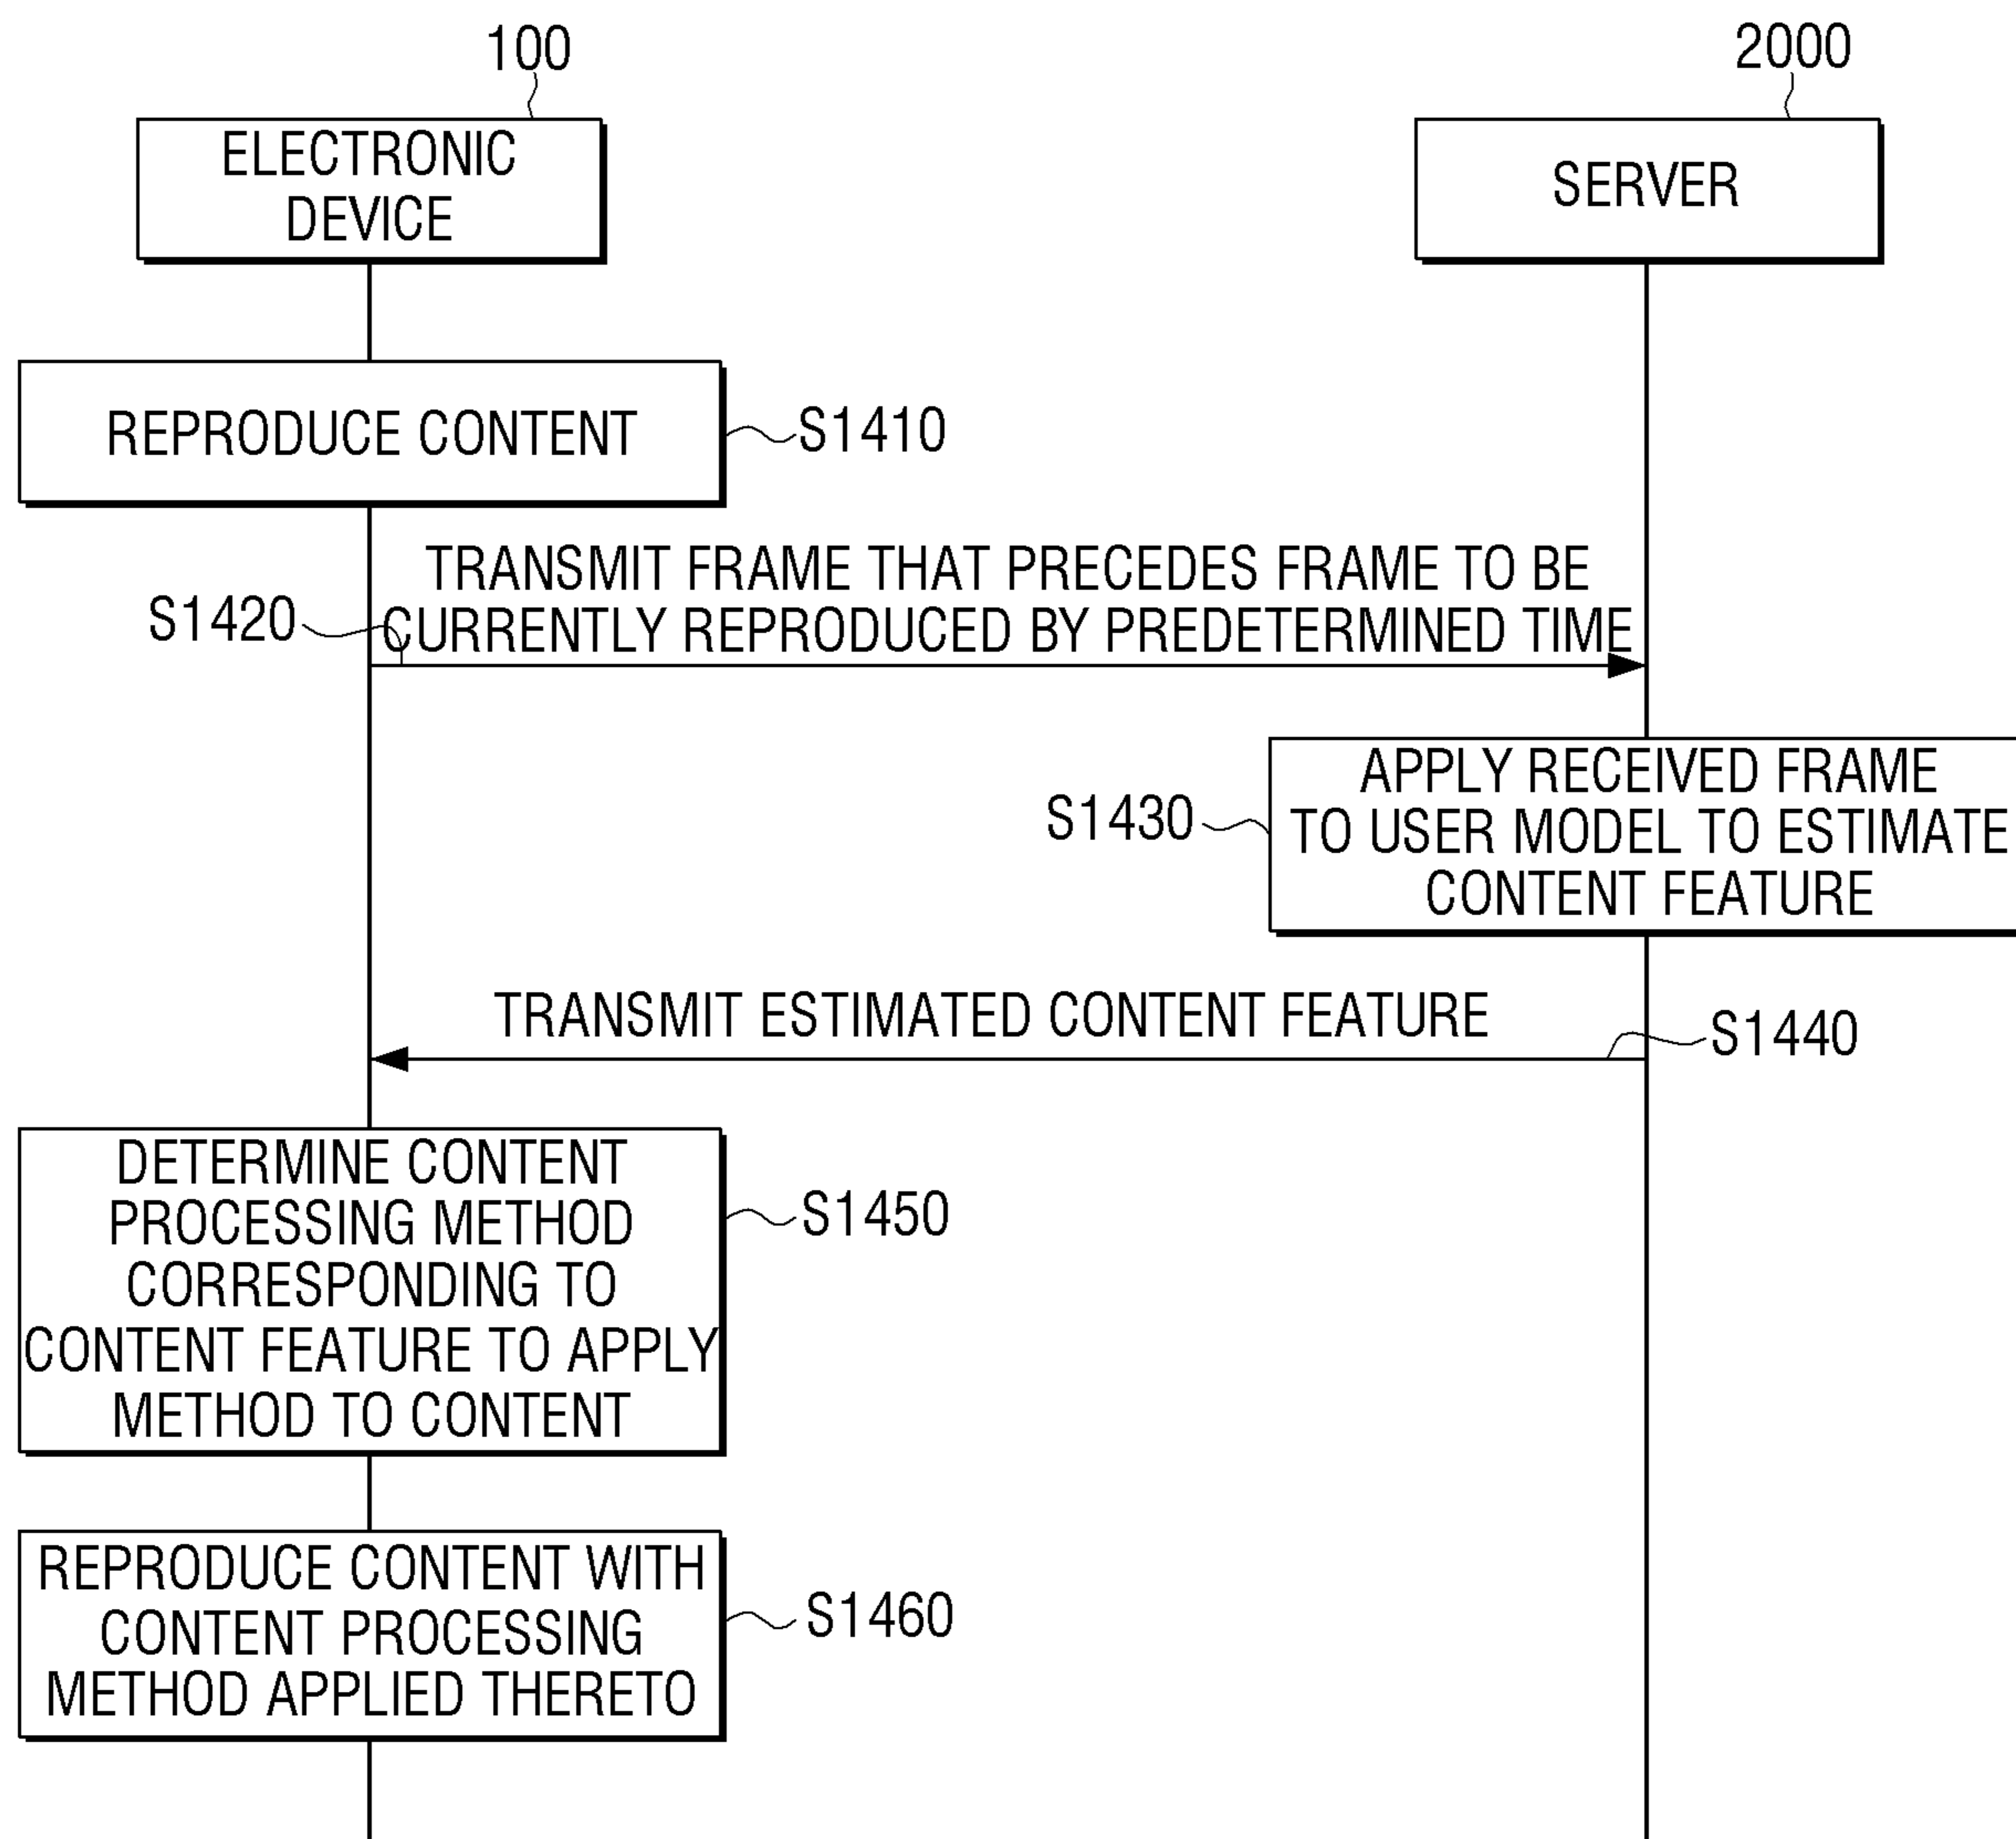 100
2000
ELECTRONIC
DEVICE
SERVER
REPRODUCE CONTENT
S1410
TRANSMIT FRAME THAT PRECEDES FRAME TO BE
CURRENTLY REPRODUCED BY PREDETERMINED TIME
S1420
APPLY RECEIVED FRAME
TO USER MODEL TO ESTIMATE
CONTENT FEATURE
S1430
TRANSMIT ESTIMATED CONTENT FEATURE
S1440
DETERMINE CONTENT
PROCESSING METHOD
CORRESPONDING TO
CONTENT FEATURE TO APPLY
METHOD TO CONTENT
S1450
REPRODUCE CONTENT WITH
CONTENT PROCESSING
METHOD APPLIED THERETO
S1460